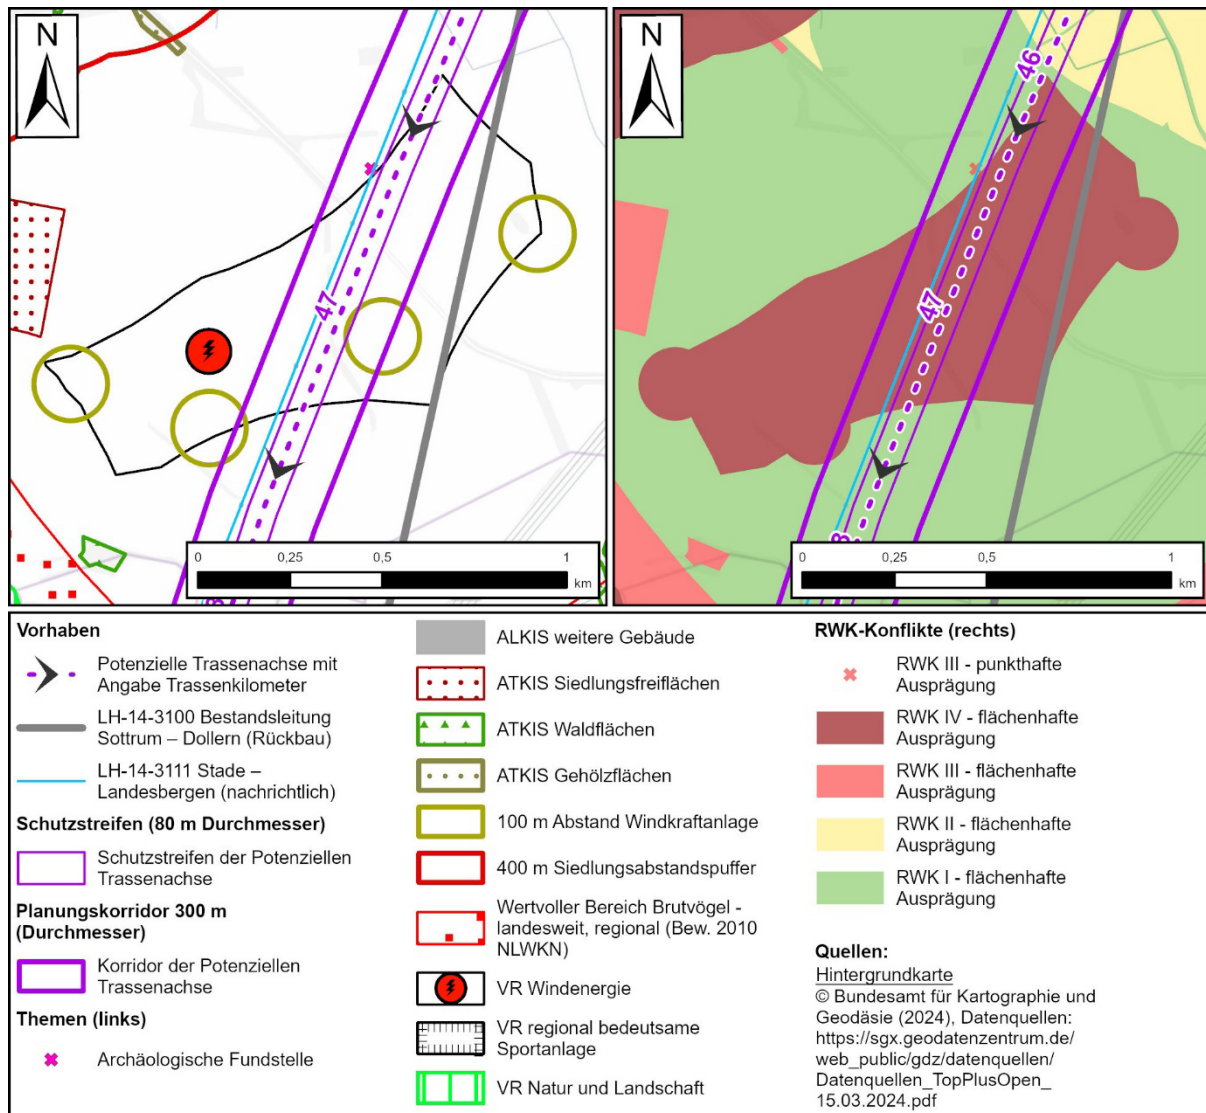 N
47
0
0,25
0,5
1
km
N
46
47
0
0,25
0,5
1
km
Vorhaben
Potenzielle Trassenachse mit
Angabe Trassenkilometer
LH-14-3100 Bestandsleitung
Sottrum – Dollern (Rückbau)
LH-14-3111 Stade –
Landesbergen (nachrichtlich)
Schutzstreifen (80 m Durchmesser)
Schutzstreifen der Potenziellen
Trassenachse
Planungskorridor 300 m
(Durchmesser)
Korridor der Potenziellen
Trassenachse
Themen (links)
Archäologische Fundstelle
ALKIS weitere Gebäude
ATKIS Siedlungsfreiflächen
ATKIS Waldflächen
ATKIS Gehölzflächen
100 m Abstand Windkraftanlage
400 m Siedlungsabstandspuffer
Wertvoller Bereich Brutvögel -
landesweit, regional (Bew. 2010
NLWKN)
VR Windenergie
VR regional bedeutsame
Sportanlage
VR Natur und Landschaft
RWK-Konflikte (rechts)
RWK III - punkthafte
Ausprägung
RWK IV - flächenhafte
Ausprägung
RWK III - flächenhafte
Ausprägung
RWK II - flächenhafte
Ausprägung
RWK I - flächenhafte
Ausprägung
Quellen:
Hintergrundkarte
© Bundesamt für Kartographie und
Geodäsie (2024), Datenquellen:
https://sgx.geodatenzentrum.de/
web_public/gdz/datenquellen/
Datenquellen_TopPlusOpen_
15.03.2024.pdf